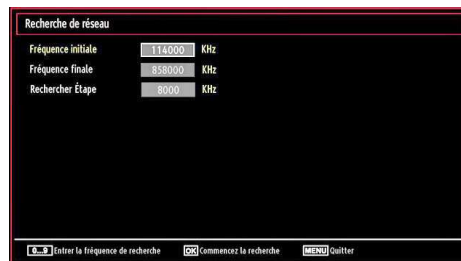 Recherche de réseau
Fréquence initiale 114000 KHz
Fréquence finale 858000 KHz
Rechercher Étape 8000 KHz
0...9 Entrer la fréquence de recherche OK Commencez la recherche MENU Quitter